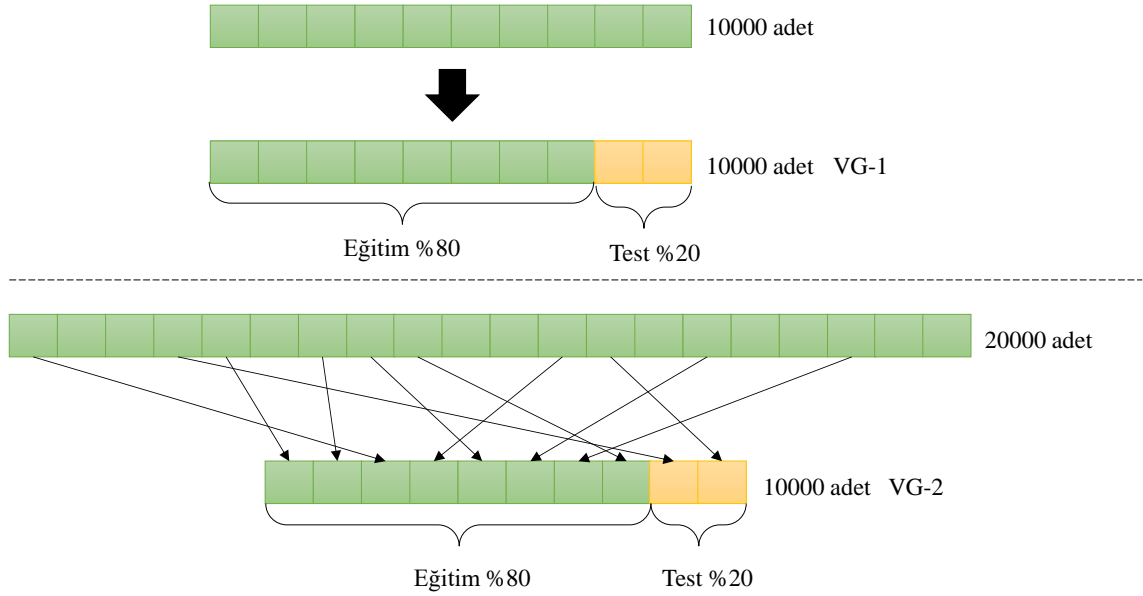 10000 adet
10000 adet VG-1
Eğitim %80
Test %20
20000 adet
10000 adet VG-2
Eğitim %80
Test %20